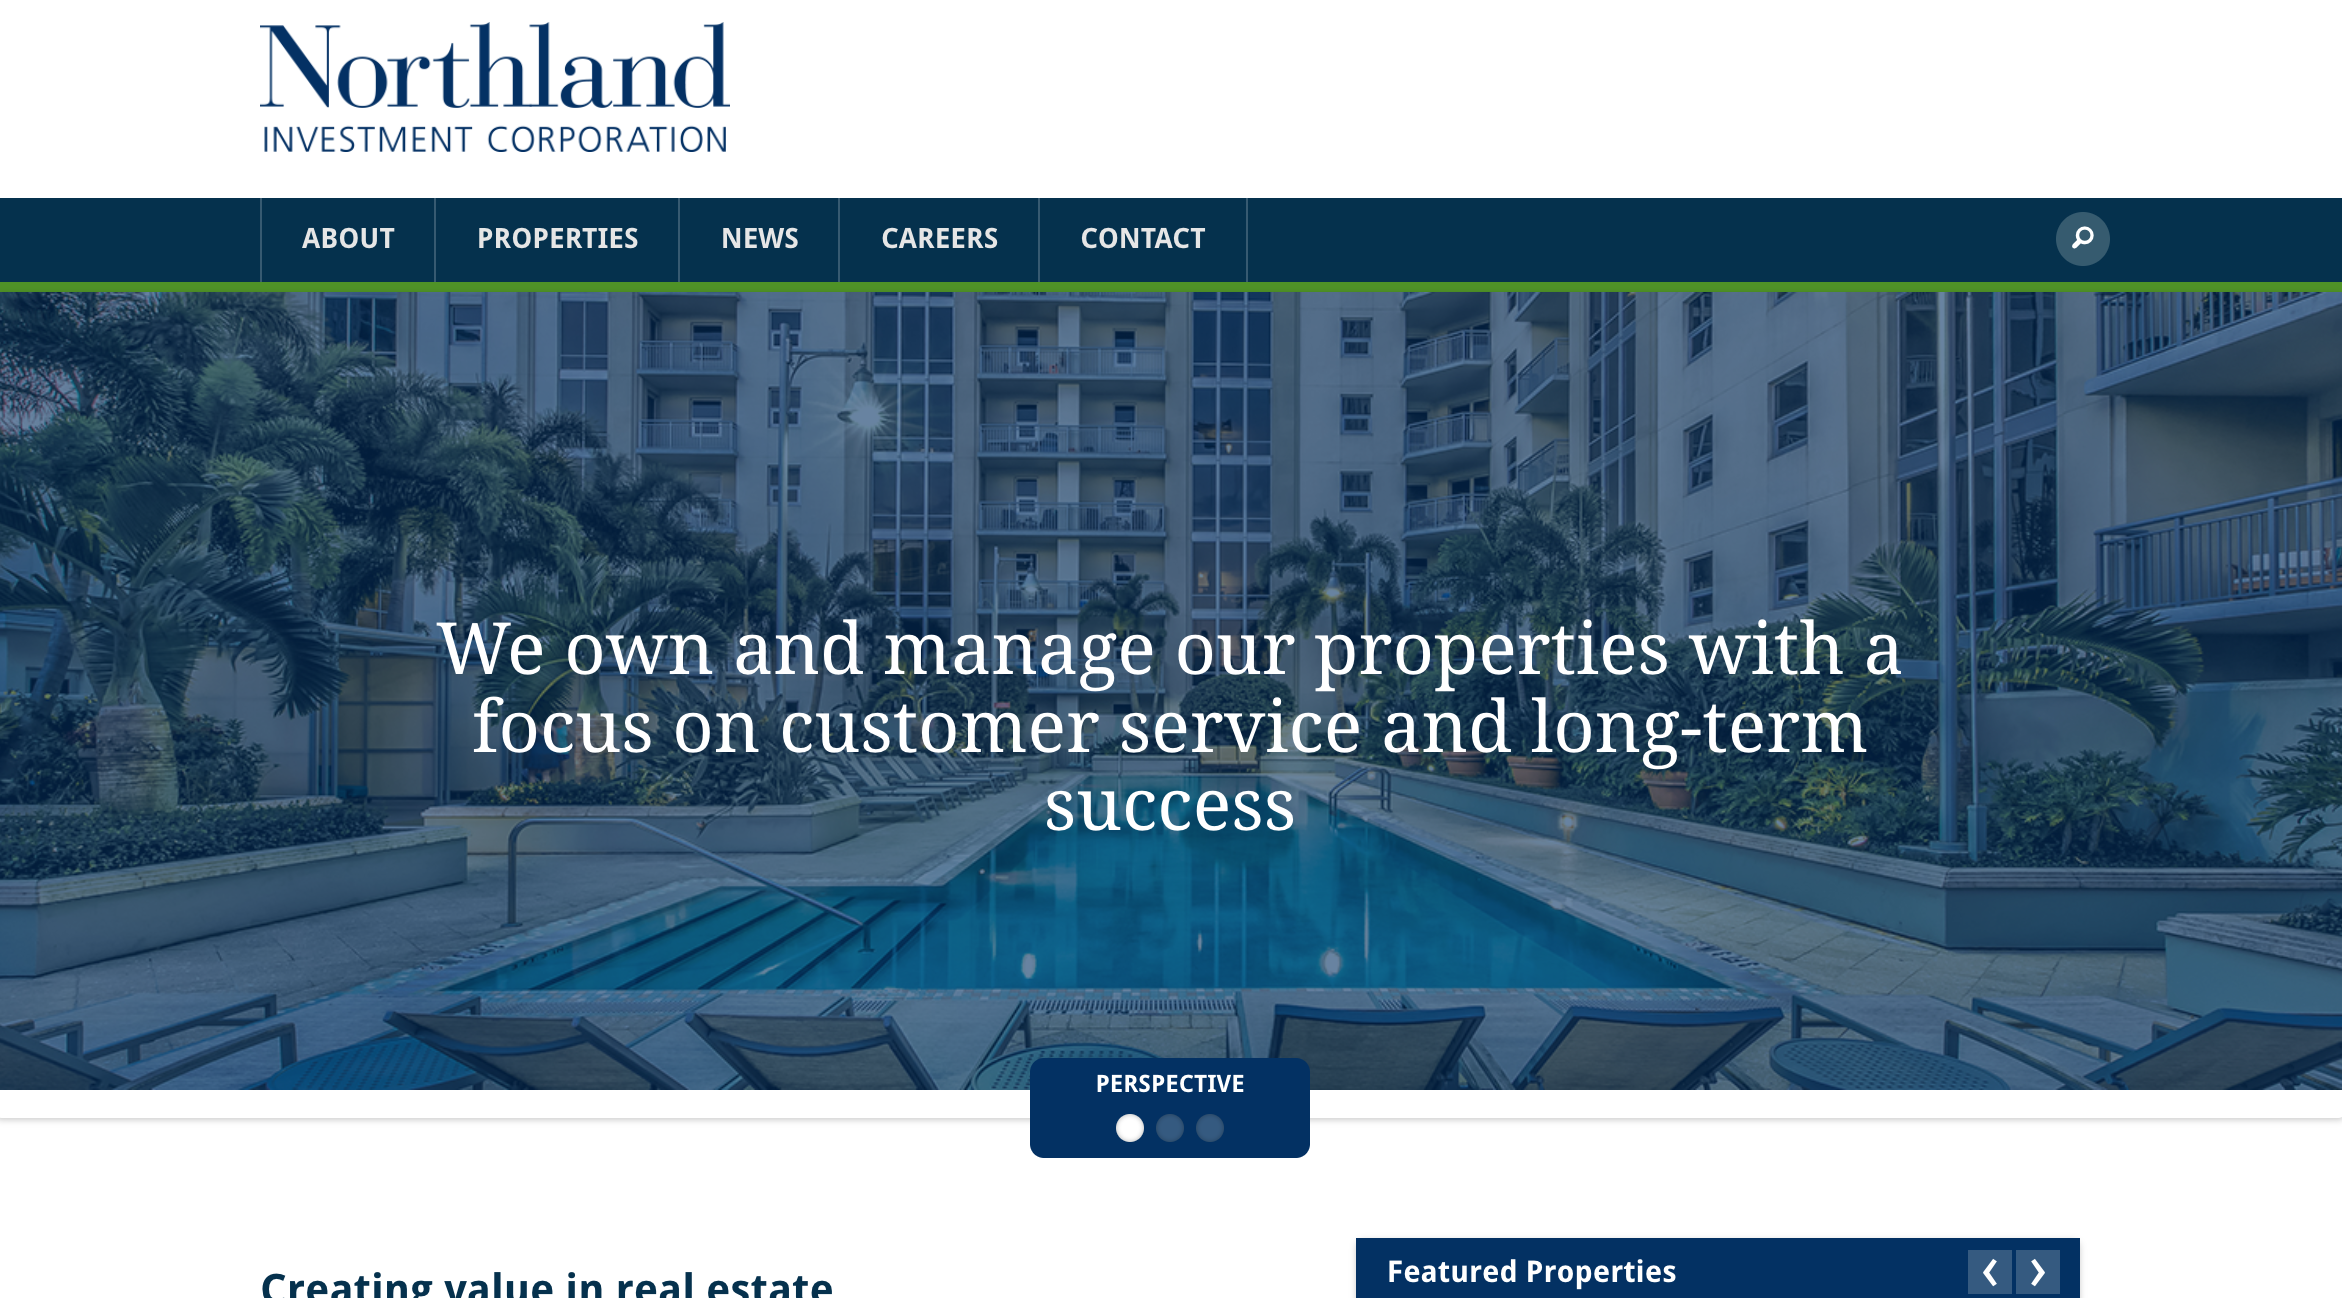 Northland
INVESTMENT CORPORATION
ABOUT
PROPERTIES
NEWS
CAREERS
CONTACT
We own and manage our properties with a
focus on customer service and long-term
success
PERSPECTIVE
Creating value in real estate
Featured Properties